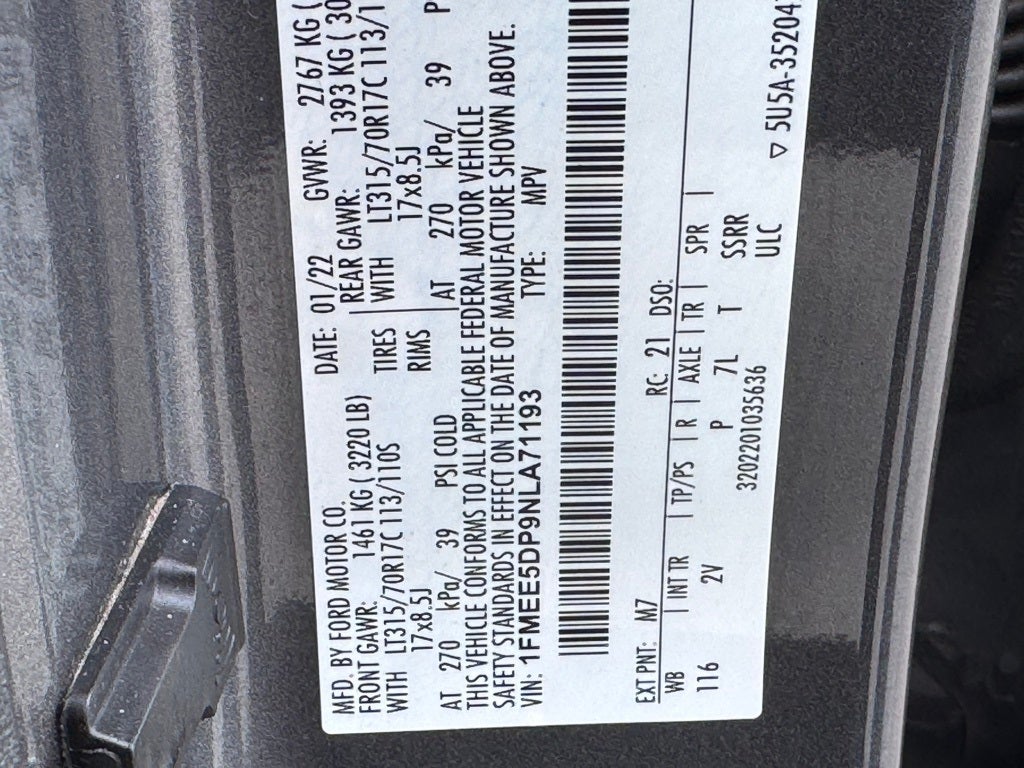 MFD. BY FORD MOTOR CO.
DATE: 01/22 GVWR: 2767 KG (
FRONT GAWR: 1461 KG ( 3220 LB)
REAR GAWR: 1393 KG ( 30
WITH LT315/70R17C 113/110S TIRES WITH LT315/70R17C 113/1
17x8.5J RIMS 17x8.5J
AT 270 kPa/ 39 PSI COLD AT 270 kPa/ 39 P
THIS VEHICLE CONFORMS TO ALL APPLICABLE FEDERAL MOTOR VEHICLE
SAFETY STANDARDS IN EFFECT ON THE DATE OF MANUFACTURE SHOWN ABOVE.
VIN: 1FMEE5DP9NLA71193 TYPE: MPV
EXT PNT: M7 RC: 21 DSO:
WB INT TR TP/PS R AXLE TR SPR
116 2V P 7L T SSRR
3202201035636 ULC
▽ 5U5A-35204